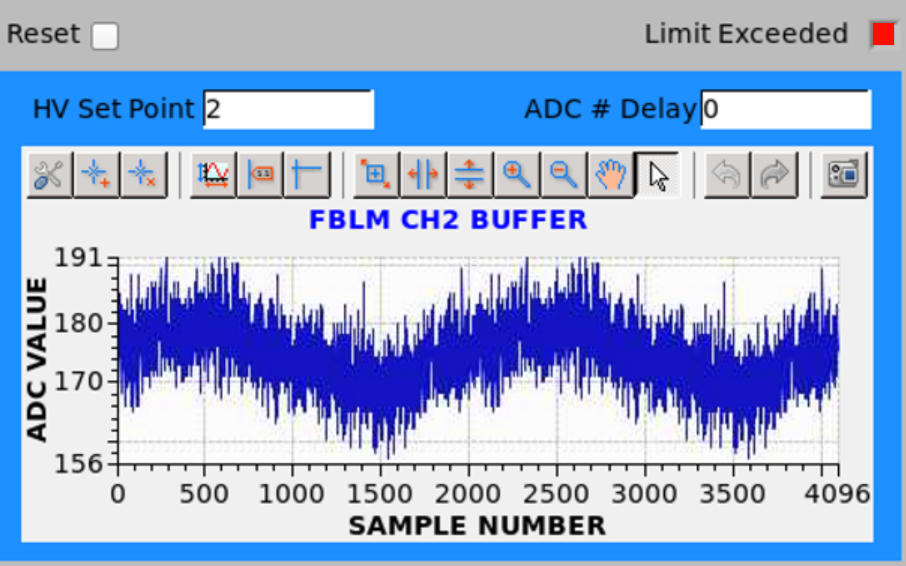 Reset Limit Exceeded
HV Set Point 2 ADC # Delay 0
FBLM CH2 BUFFER
ADC VALUE
191
180
170
156
0 500 1000 1500 2000 2500 3000 3500 4096
SAMPLE NUMBER